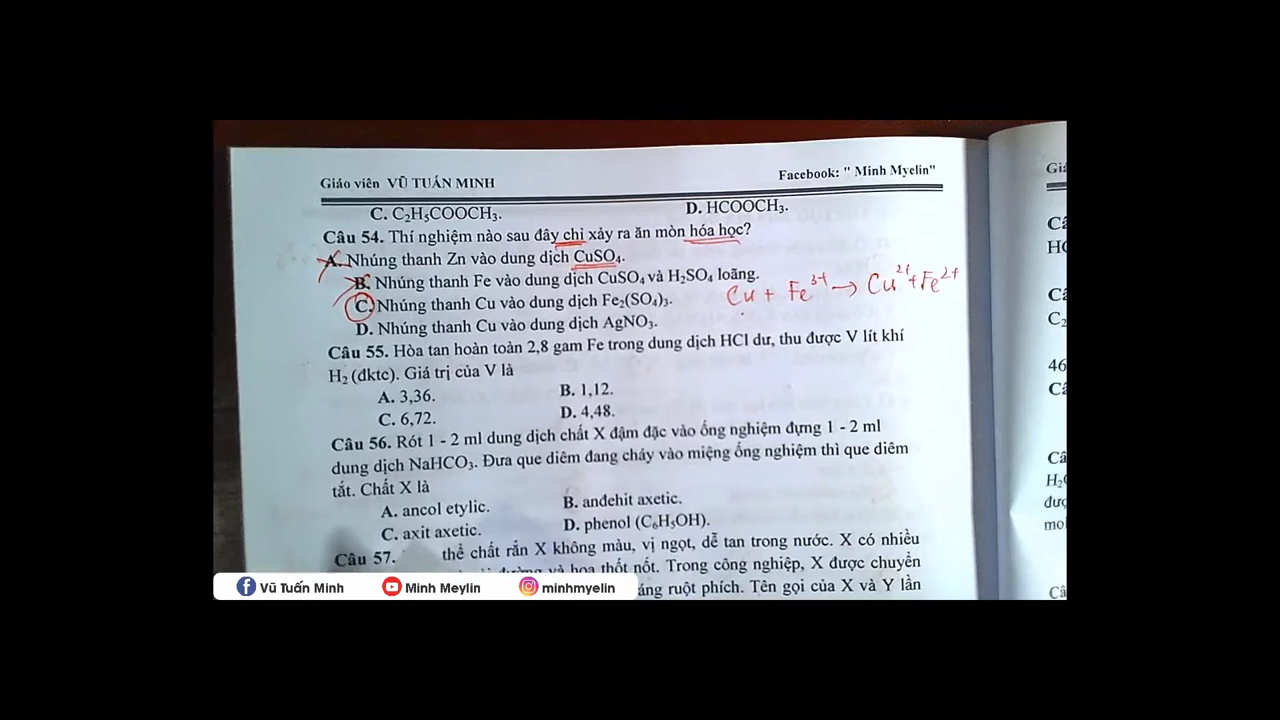 Giáo viên VŨ TUẤN MINH
Facebook: " Minh Myelin"
C. C₂H₅COOCH₃.
D. HCOOCH₃.
Câu 54. Thí nghiệm nào sau đây chỉ xảy ra ăn mòn hóa học?
A. Nhúng thanh Zn vào dung dịch CuSO₄.
B. Nhúng thanh Fe vào dung dịch CuSO₄ và H₂SO₄ loãng.
C. Nhúng thanh Cu vào dung dịch Fe₂(SO₄)₃.
Cu + Fe³⁺ → Cu²⁺ + Fe²⁺
D. Nhúng thanh Cu vào dung dịch AgNO₃.
Câu 55. Hòa tan hoàn toàn 2,8 gam Fe trong dung dịch HCl dư, thu được V lít khí
H₂ (đktc). Giá trị của V là
A. 3,36.
B. 1,12.
C. 6,72.
D. 4,48.
Câu 56. Rót 1 - 2 ml dung dịch chất X đậm đặc vào ống nghiệm đựng 1 - 2 ml
dung dịch NaHCO₃. Đưa que diêm đang cháy vào miệng ống nghiệm thì que diêm
tắt. Chất X là
A. ancol etylic.
B. anđehit axetic.
C. axit axetic.
D. phenol (C₆H₅OH).
Câu 57. thể chất rắn X không màu, vị ngọt, dễ tan trong nước. X có nhiều
và hoa thốt nốt. Trong công nghiệp, X được chuyển
ruột phích. Tên gọi của X và Y lần
Vũ Tuấn Minh
Minh Meylin
minhmyelin
46
H₂